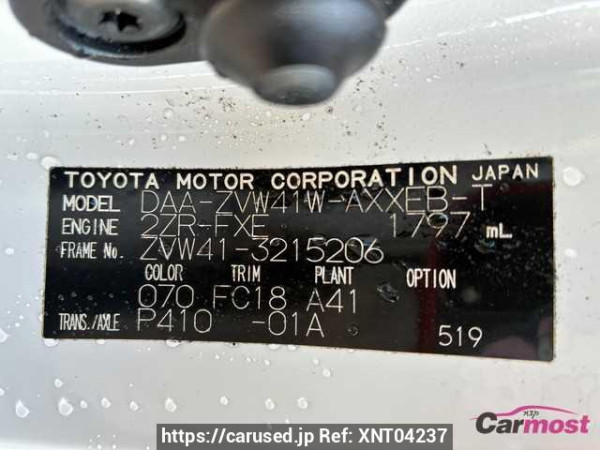 TOYOTA MOTOR CORPORATION JAPAN
MODEL DAA-ZVW41W-AXXEB-T
ENGINE 2ZR-FXE 1797 mL
FRAME No. ZVW41-3215206
COLOR TRIM PLANT OPTION
070 FC18 A41
TRANS./AXLE P410 -01A
519
Carmost
https://carused.jp Ref: XNT04237